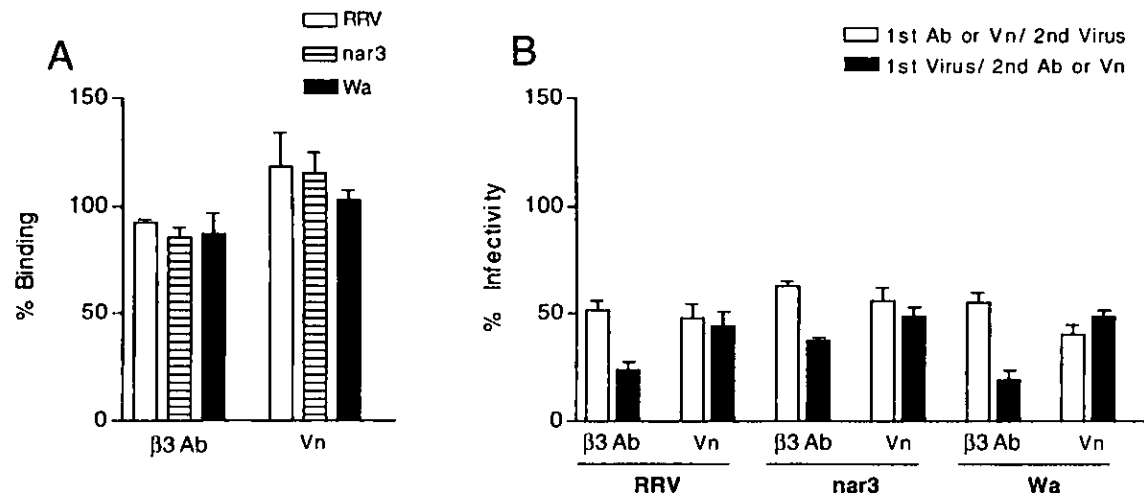 A
RRV
nar3
Wa
% Binding
150
100
50
0
β3 Ab
Vn
B
1st Ab or Vn/ 2nd Virus
1st Virus/ 2nd Ab or Vn
% Infectivity
150
100
50
0
β3 Ab
Vn
β3 Ab
Vn
β3 Ab
Vn
RRV
nar3
Wa